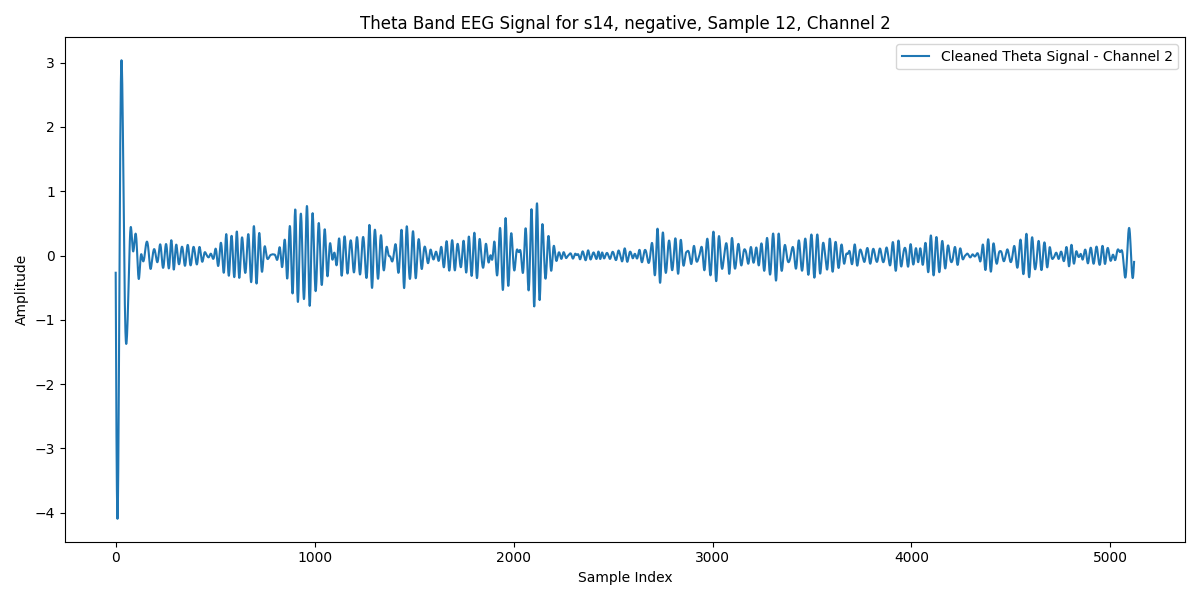 Theta Band EEG Signal for s14, negative, Sample 12, Channel 2
Cleaned Theta Signal - Channel 2
3
2
1
0
−1
−2
−3
−4
Amplitude
0 1000 2000 3000 4000 5000
Sample Index